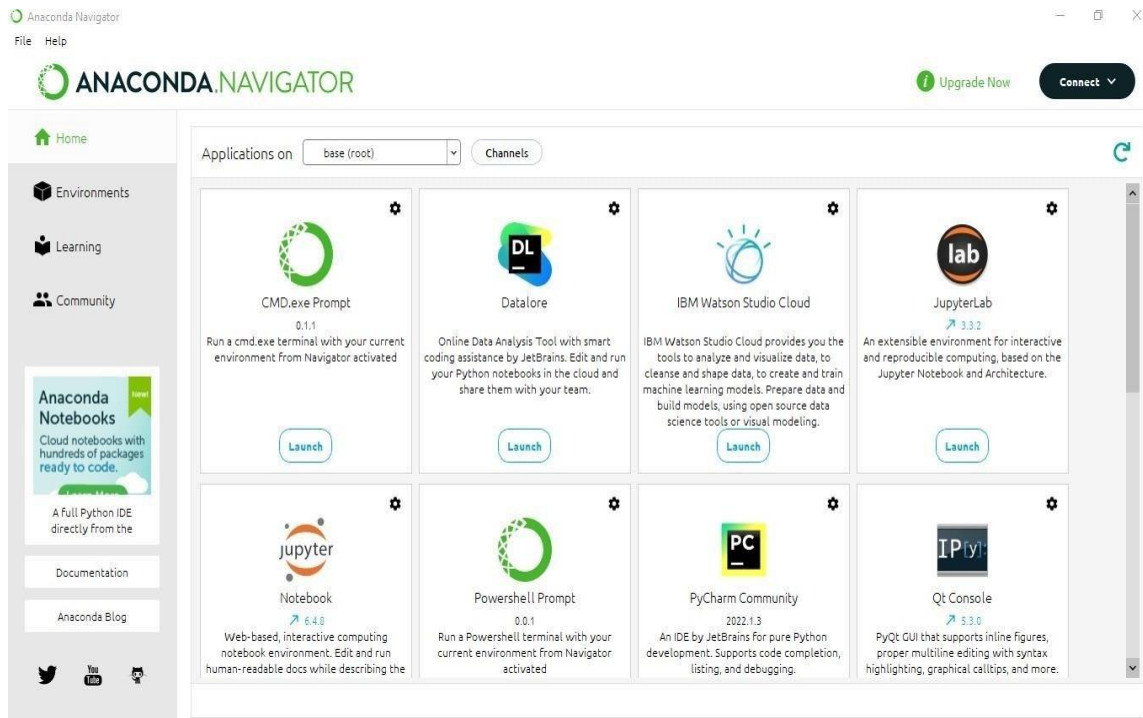 Anaconda Navigator
File Help
ANACONDA.NAVIGATOR
Upgrade Now
Connect
Home
Environments
Learning
Community
Applications on
base (root)
Channels
CMD.exe Prompt
0.1.1
Run a cmd.exe terminal with your current
environment from Navigator activated
Launch
DL
Datalore
Online Data Analysis Tool with smart
coding assistance by JetBrains. Edit and run
your Python notebooks in the cloud and
share them with your team.
Launch
IBM Watson Studio Cloud
IBM Watson Studio Cloud provides you the
tools to analyze and visualize data, to
cleanse and shape data, to create and train
machine learning models. Prepare data and
build models, using open source data
science tools or visual modeling.
Launch
lab
JupyterLab
3.3.2
An extensible environment for interactive
and reproducible computing, based on the
Jupyter Notebook and Architecture.
Launch
jupyter
Notebook
6.4.8
Web-based, interactive computing
notebook environment. Edit and run
human-readable docs while describing the
Powershell Prompt
0.0.1
Run a Powershell terminal with your
current environment from Navigator
activated
PC
PyCharm Community
2022.1.3
An IDE by JetBrains for pure Python
development. Supports code completion,
listing, and debugging.
IP[y]:
Qt Console
5.3.0
PyQt GUI that supports inline figures,
proper multiline editing with syntax
highlighting, graphical calltips, and more.
Anaconda
Notebooks
New!
Cloud notebooks with
hundreds of packages
ready to code.
Learn More
A full Python IDE
directly from the
Documentation
Anaconda Blog
You
Tube